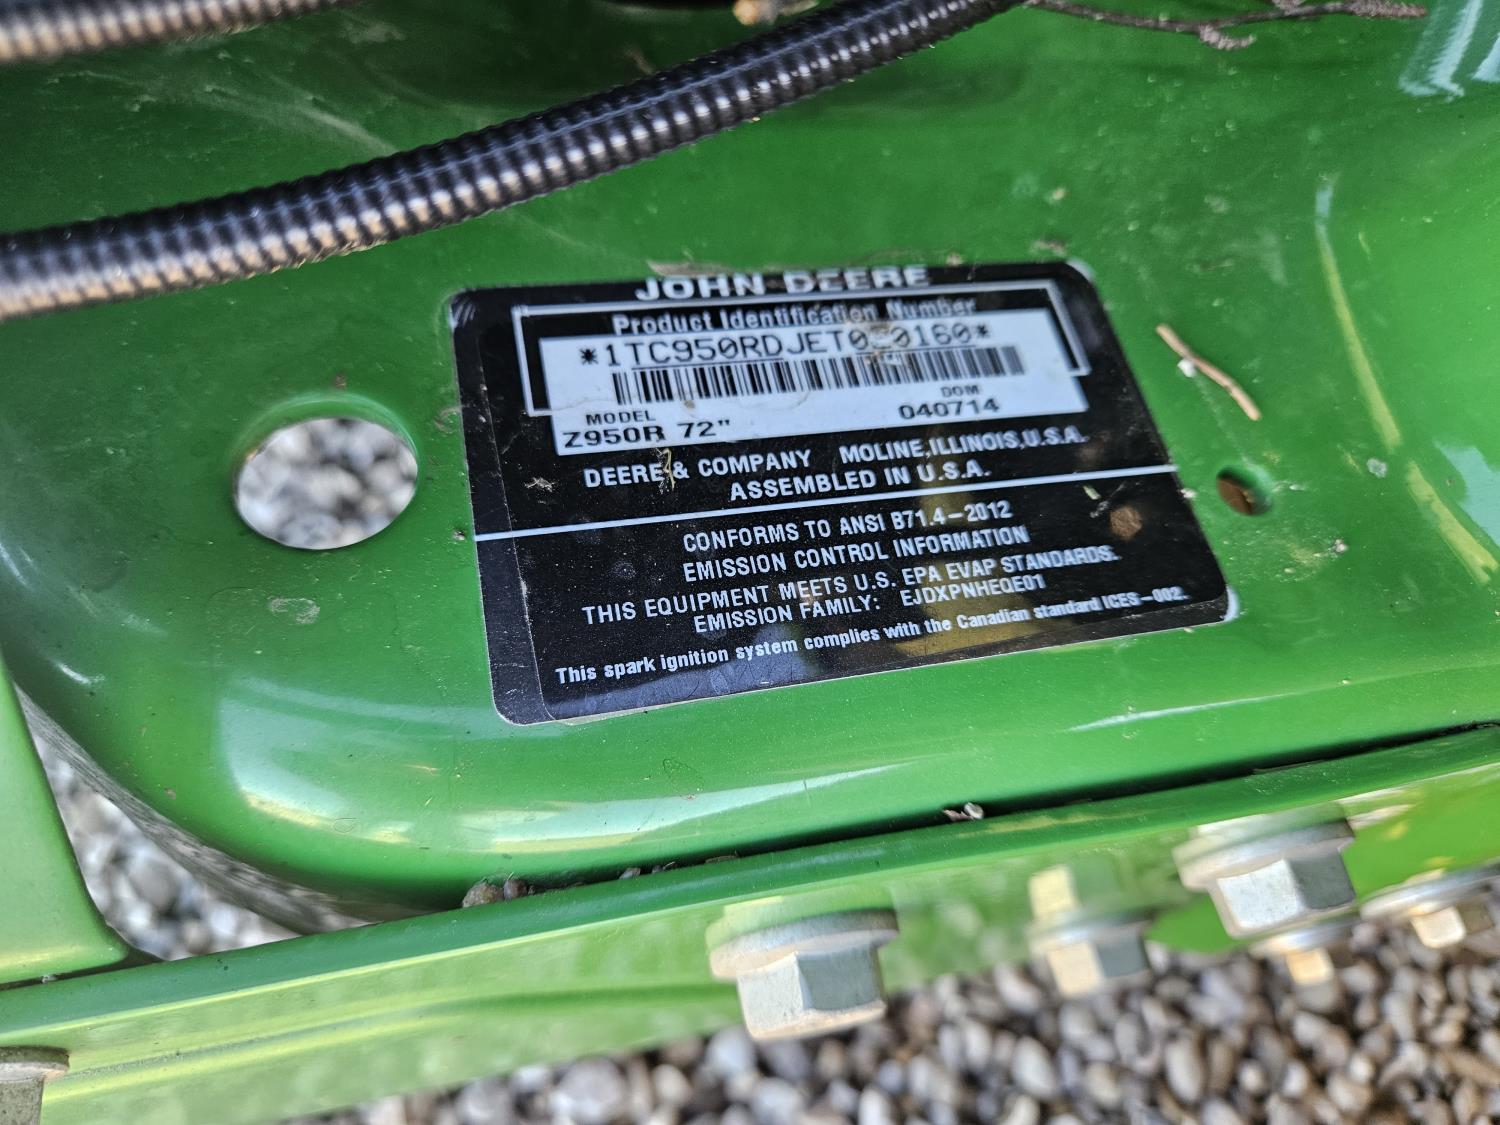 JOHN DEERE
Product Identification Number
*1TC950RDJET0 0160*
MODEL
DOM
Z950R 72"
040714
DEERE & COMPANY MOLINE, ILLINOIS, U.S.A.
ASSEMBLED IN U.S.A.
CONFORMS TO ANSI B71.4-2012
EMISSION CONTROL INFORMATION
THIS EQUIPMENT MEETS U.S. EPA EVAP STANDARDS.
EMISSION FAMILY: EJDXPNHEQE01
This spark ignition system complies with the Canadian standard ICES-002.